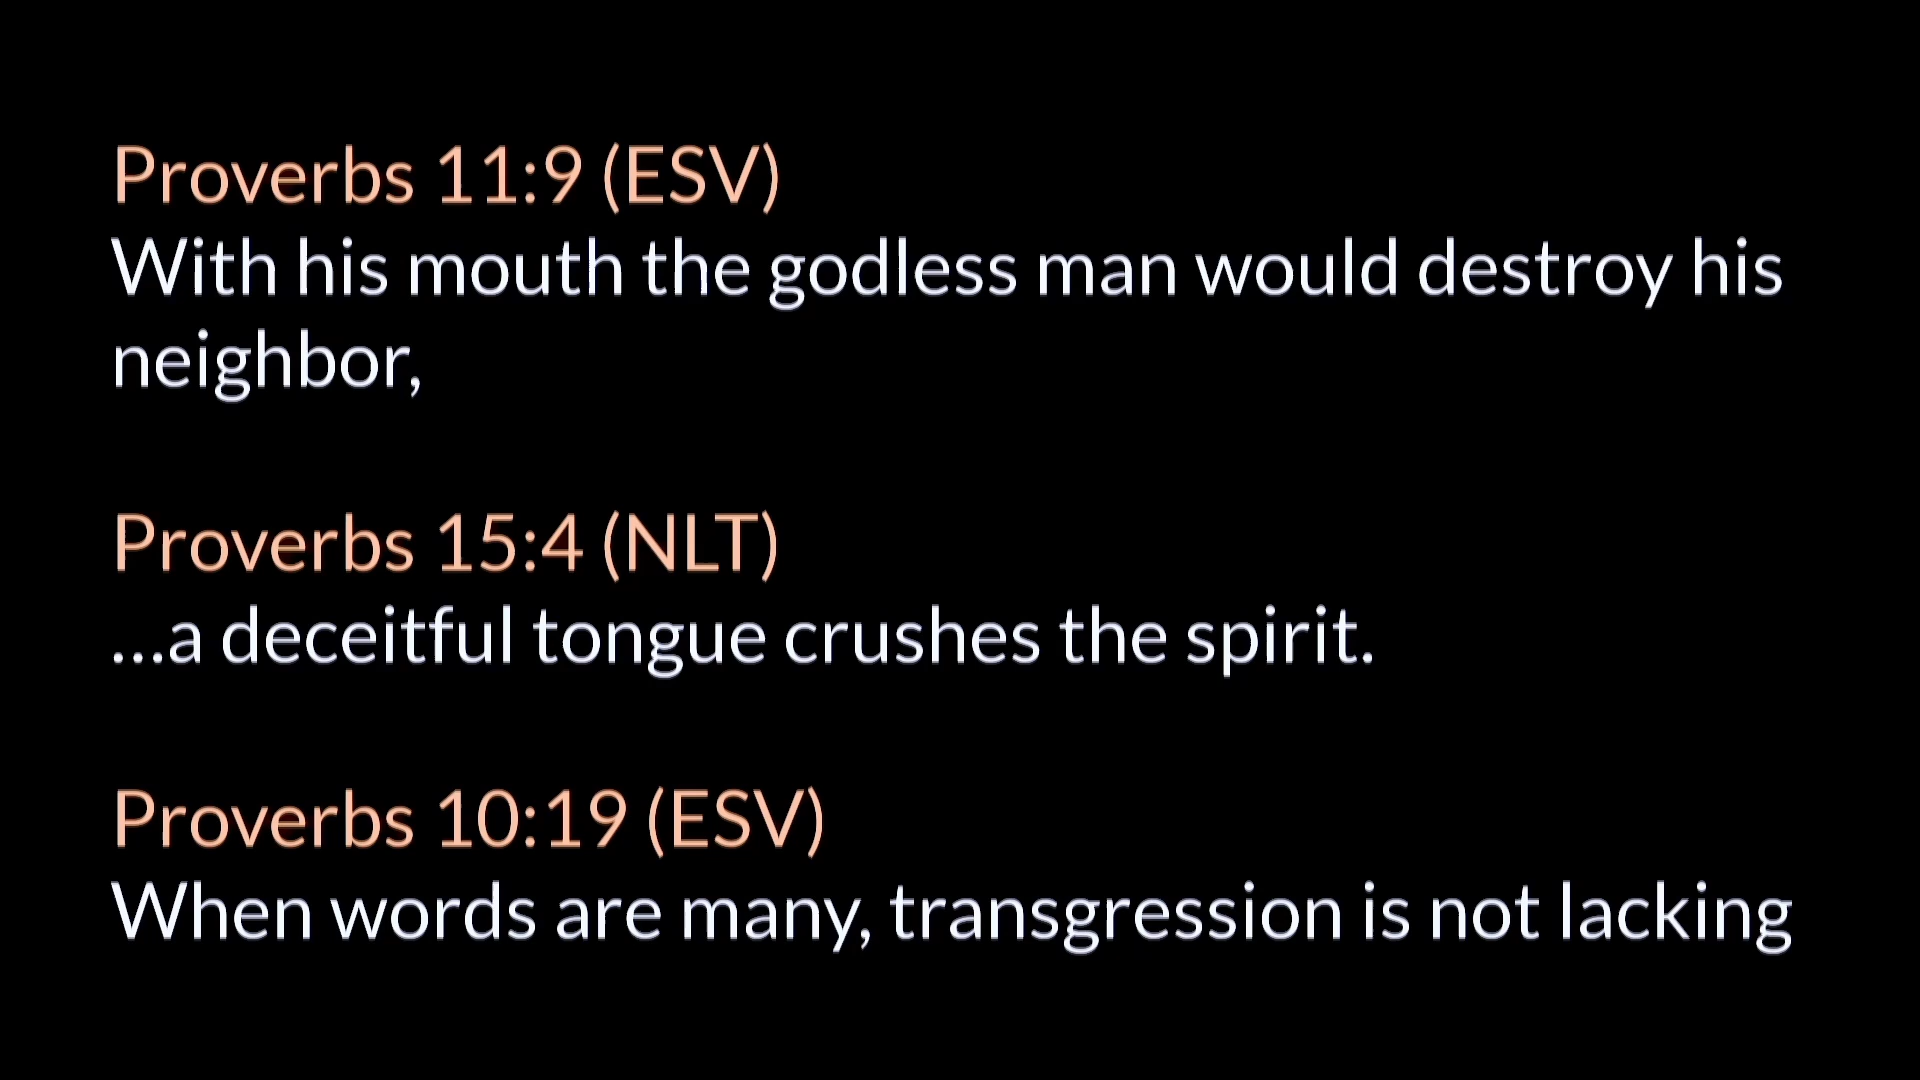 Proverbs 11:9 (ESV)
With his mouth the godless man would destroy his
neighbor,
Proverbs 15:4 (NLT)
...a deceitful tongue crushes the spirit.
Proverbs 10:19 (ESV)
When words are many, transgression is not lacking